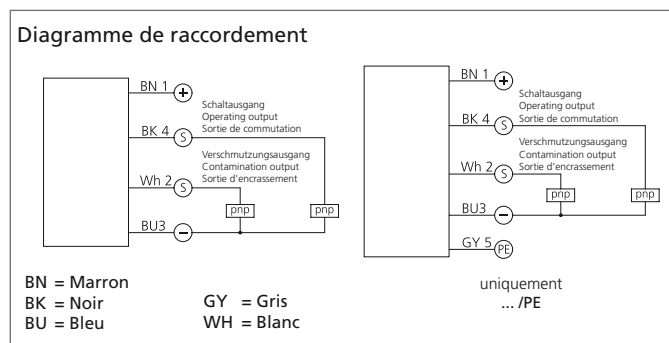 Diagramme de raccordement
BN 1 +
Schaltausgang
Operating output
BK 4 S Sortie de commutation
Verschmutzungsausgang
Contamination output
Wh 2 S Sortie d'encrassement
pnp pnp
BU3 −
BN 1 +
Schaltausgang
Operating output
BK 4 S Sortie de commutation
Verschmutzungsausgang
Contamination output
Wh 2 S Sortie d'encrassement
pnp pnp
BU3 −
GY 5 PE
uniquement
... /PE
BN = Marron
BK = Noir
BU = Bleu
GY = Gris
WH = Blanc